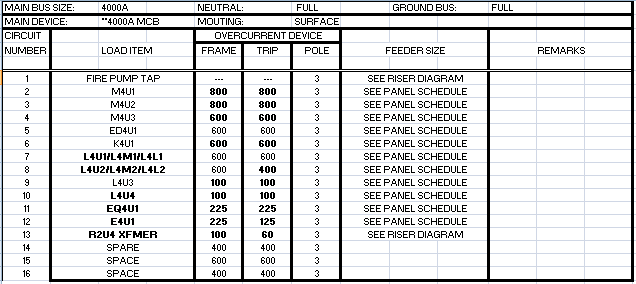 MAIN BUS SIZE: 4000A NEUTRAL: FULL GROUND BUS: FULL
MAIN DEVICE: **4000A MCB MOUTING: SURFACE
CIRCUIT OVERCURRENT DEVICE
NUMBER LOAD ITEM FRAME TRIP POLE FEEDER SIZE REMARKS
1 FIRE PUMP TAP --- --- 3 SEE RISER DIAGRAM
2 M4U1 800 800 3 SEE PANEL SCHEDULE
3 M4U2 800 800 3 SEE PANEL SCHEDULE
4 M4U3 600 600 3 SEE PANEL SCHEDULE
5 ED4U1 600 600 3 SEE PANEL SCHEDULE
6 K4U1 600 600 3 SEE PANEL SCHEDULE
7 L4U1/L4M1/L4L1 600 600 3 SEE PANEL SCHEDULE
8 L4U2/L4M2/L4L2 600 400 3 SEE PANEL SCHEDULE
9 L4U3 100 100 3 SEE PANEL SCHEDULE
10 L4U4 100 100 3 SEE PANEL SCHEDULE
11 EQ4U1 225 225 3 SEE PANEL SCHEDULE
12 E4U1 225 125 3 SEE PANEL SCHEDULE
13 R2U4 XFMER 100 60 3 SEE RISER DIAGRAM
14 SPARE 400 400 3
15 SPACE 600 600 3
16 SPACE 400 400 3